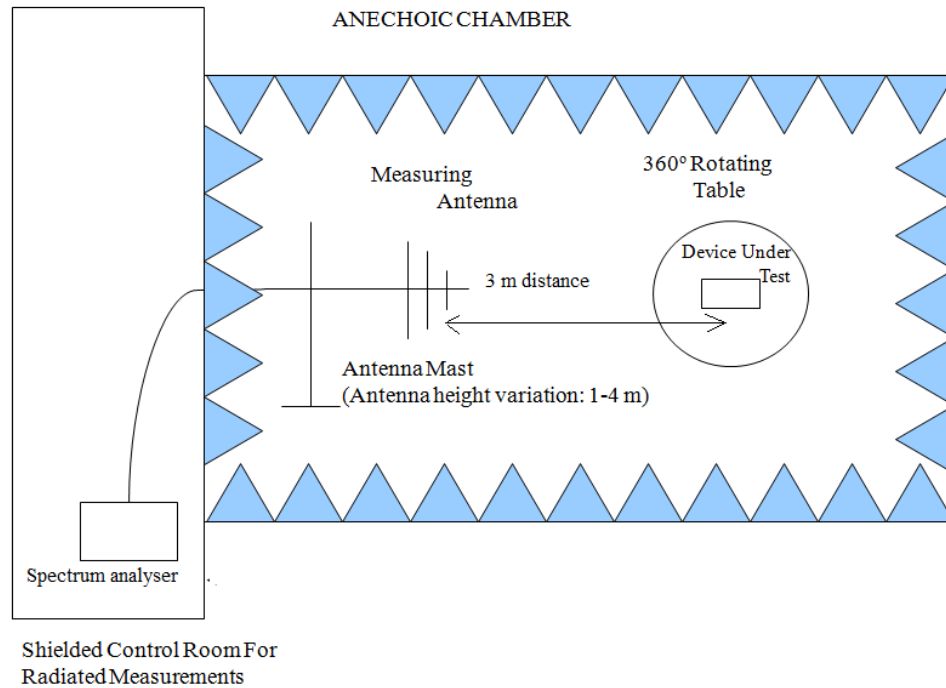 ANECHOIC CHAMBER
360º Rotating
Table
Measuring
Antenna
Device Under
Test
3 m distance
Antenna Mast
(Antenna height variation: 1-4 m)
Spectrum analyser
Shielded Control Room For
Radiated Measurements